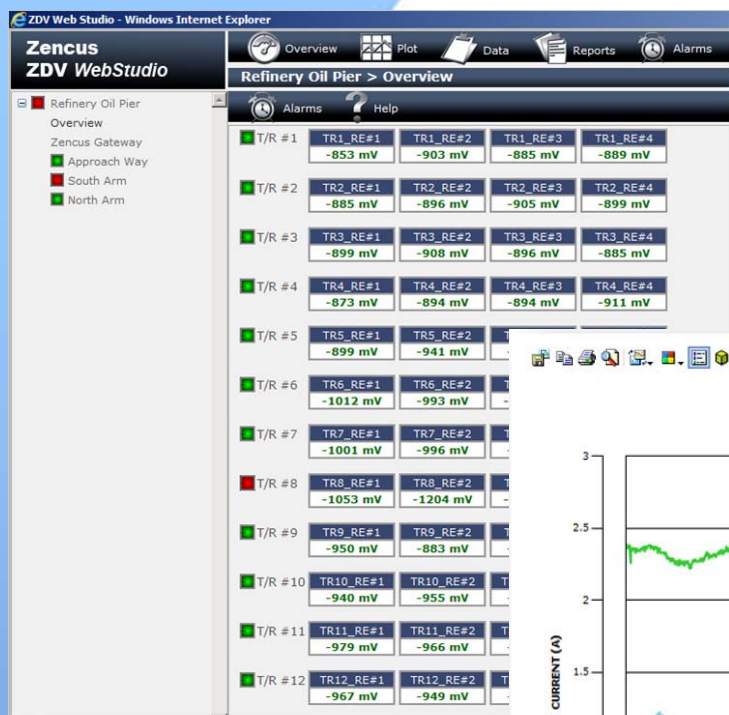 ZDV Web Studio - Windows Internet Explorer
Zencus
ZDV WebStudio
Overview Plot Data Reports Alarms
Refinery Oil Pier > Overview
Alarms Help
Refinery Oil Pier
Overview
Zencus Gateway
Approach Way
South Arm
North Arm
T/R #1 TR1_RE#1 TR1_RE#2 TR1_RE#3 TR1_RE#4
-853 mV -903 mV -885 mV -889 mV
T/R #2 TR2_RE#1 TR2_RE#2 TR2_RE#3 TR2_RE#4
-885 mV -896 mV -905 mV -899 mV
T/R #3 TR3_RE#1 TR3_RE#2 TR3_RE#3 TR3_RE#4
-899 mV -908 mV -896 mV -885 mV
T/R #4 TR4_RE#1 TR4_RE#2 TR4_RE#3 TR4_RE#4
-873 mV -894 mV -894 mV -911 mV
T/R #5 TR5_RE#1 TR5_RE#2
-899 mV -941 mV
T/R #6 TR6_RE#1 TR6_RE#2
-1012 mV -993 mV
T/R #7 TR7_RE#1 TR7_RE#2
-1001 mV -996 mV
T/R #8 TR8_RE#1 TR8_RE#2
-1053 mV -1204 mV
T/R #9 TR9_RE#1 TR9_RE#2
-950 mV -883 mV
T/R #10 TR10_RE#1 TR10_RE#2
-940 mV -955 mV
T/R #11 TR11_RE#1 TR11_RE#2
-979 mV -966 mV
T/R #12 TR12_RE#1 TR12_RE#2
-967 mV -949 mV
3
2.5
2
1.5
CURRENT (A)